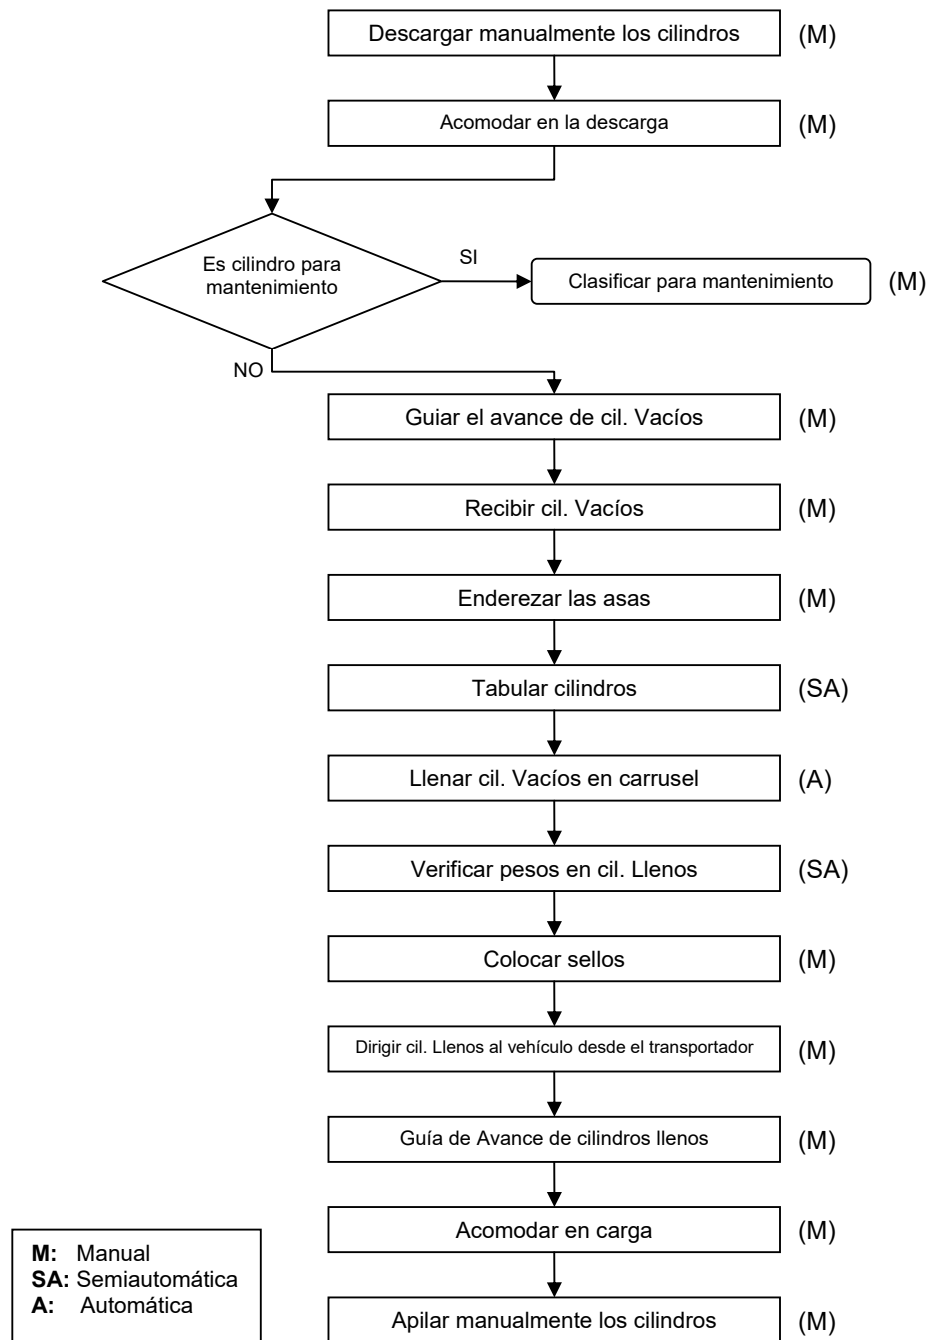 Descargar manualmente los cilindros (M)
Acomodar en la descarga (M)
Es cilindro para
mantenimiento
SI
Clasificar para mantenimiento (M)
NO
Guiar el avance de cil. Vacíos (M)
Recibir cil. Vacíos (M)
Enderezar las asas (M)
Tabular cilindros (SA)
Llenar cil. Vacíos en carrusel (A)
Verificar pesos en cil. Llenos (SA)
Colocar sellos (M)
Dirigir cil. Llenos al vehículo desde el transportador (M)
Guía de Avance de cilindros llenos (M)
Acomodar en carga (M)
Apilar manualmente los cilindros (M)
M: Manual
SA: Semiautomática
A: Automática